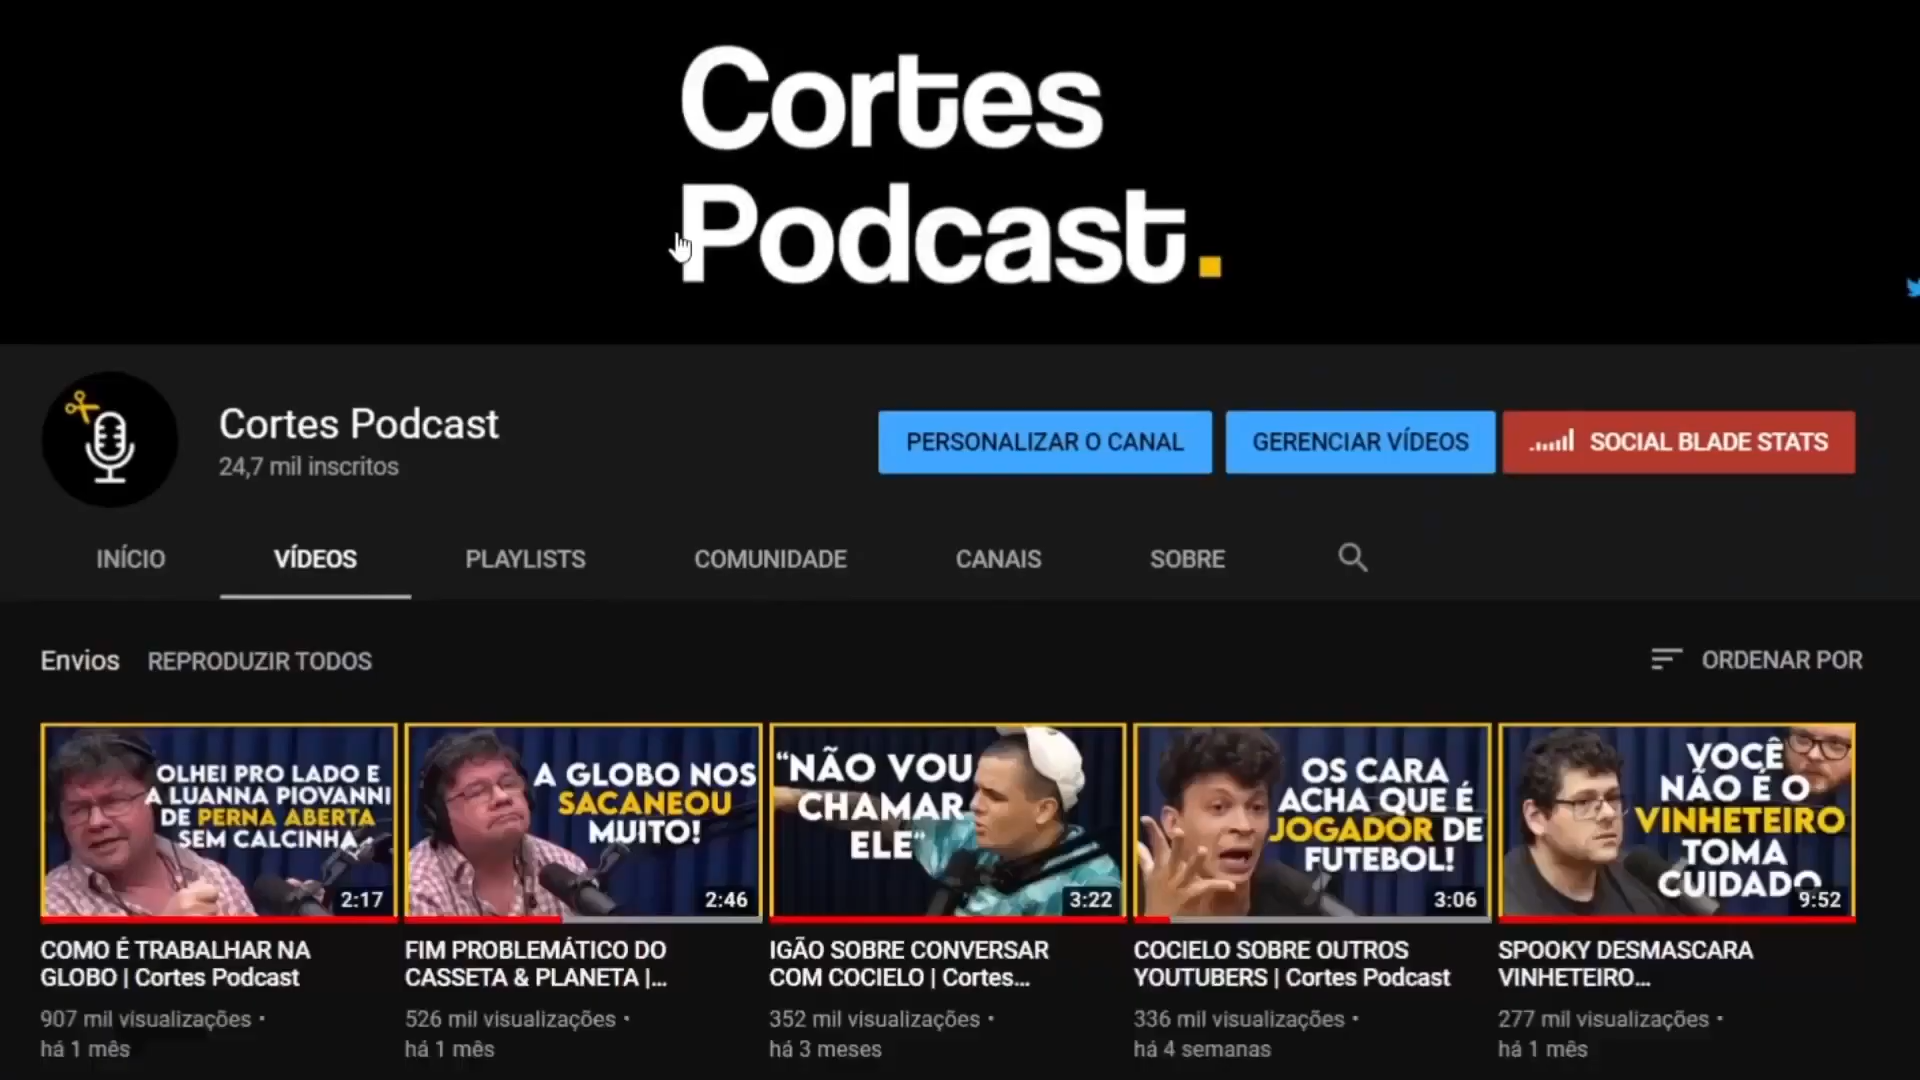 Cortes
Podcast.
Cortes Podcast
24,7 mil inscritos
PERSONALIZAR O CANAL
GERENCIAR VÍDEOS
SOCIAL BLADE STATS
INÍCIO
VÍDEOS
PLAYLISTS
COMUNIDADE
CANAIS
SOBRE
Envios
REPRODUZIR TODOS
ORDENAR POR
OLHEI PRO LADO E
A LUANNA PIOVANNI
DE PERNA ABERTA
SEM CALCINHA
2:17
COMO É TRABALHAR NA
GLOBO | Cortes Podcast
907 mil visualizações •
há 1 mês
A GLOBO NOS
SACANEOU
MUITO!
2:46
FIM PROBLEMÁTICO DO
CASSETA & PLANETA |...
526 mil visualizações •
há 1 mês
“NÃO VOU
CHAMAR
ELE”
3:22
IGÃO SOBRE CONVERSAR
COM COCIELO | Cortes...
352 mil visualizações •
há 3 meses
OS CARA
ACHA QUE É
JOGADOR DE
FUTEBOL!
3:06
COCIELO SOBRE OUTROS
YOUTUBERS | Cortes Podcast
336 mil visualizações •
há 4 semanas
VOCÊ
NÃO É O
VINHETEIRO
TOMA
CUIDADO
9:52
SPOOKY DESMASCARA
VINHETEIRO...
277 mil visualizações •
há 1 mês